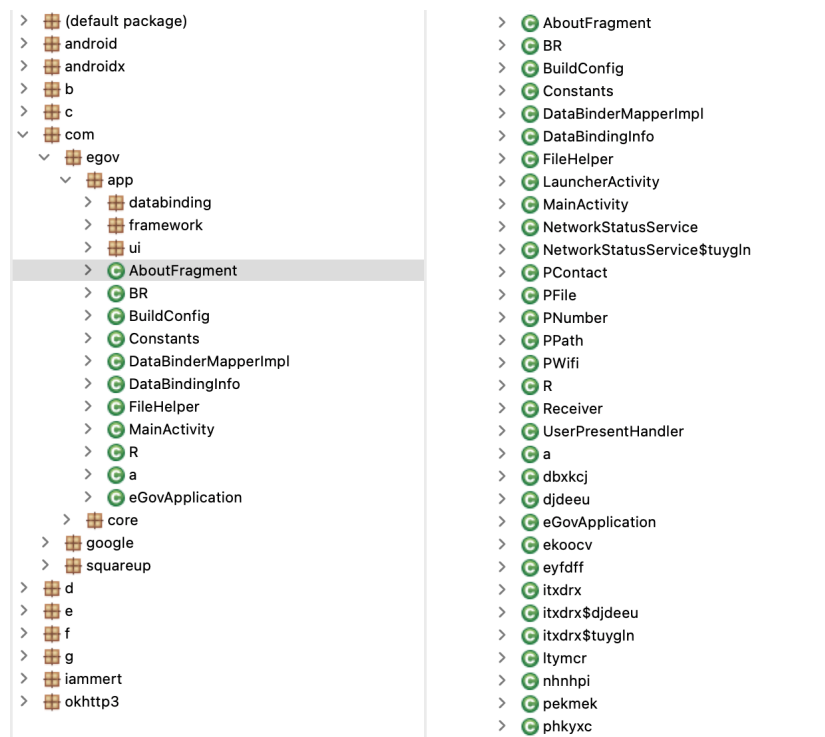 (default package)
android
androidx
b
c
com
egov
app
databinding
framework
ui
AboutFragment
BR
BuildConfig
Constants
DataBinderMapperImpl
DataBindingInfo
FileHelper
MainActivity
R
a
eGovApplication
core
google
squareup
d
e
f
g
iammert
okhttp3
AboutFragment
BR
BuildConfig
Constants
DataBinderMapperImpl
DataBindingInfo
FileHelper
LauncherActivity
MainActivity
NetworkStatusService
NetworkStatusService$tuygln
PContact
PFile
PNumber
PPath
PWifi
R
Receiver
UserPresentHandler
a
dbxkcj
djdeeu
eGovApplication
ekoocv
eyfdff
itxdrx
itxdrx$djdeeu
itxdrx$tuygln
ltymcr
nhnhpi
pekmek
phkyxc